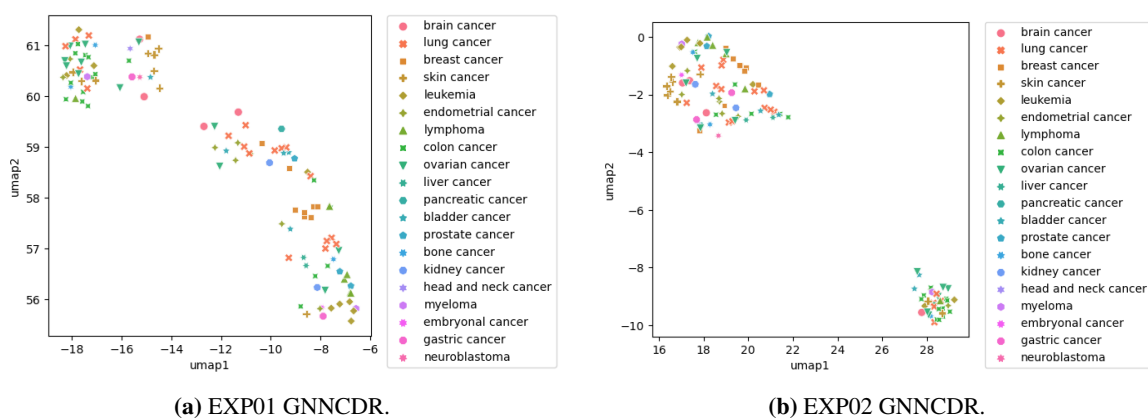 61
60
59
58
57
56
umap2
−18
−16
−14
−12
−10
−8
−6
umap1
brain cancer
lung cancer
breast cancer
skin cancer
leukemia
endometrial cancer
lymphoma
colon cancer
ovarian cancer
liver cancer
pancreatic cancer
bladder cancer
prostate cancer
bone cancer
kidney cancer
head and neck cancer
myeloma
embryonal cancer
gastric cancer
neuroblastoma
(a) EXP01 GNNCDR.
0
−2
−4
−6
−8
−10
umap2
16
18
20
22
24
26
28
umap1
brain cancer
lung cancer
breast cancer
skin cancer
leukemia
endometrial cancer
lymphoma
colon cancer
ovarian cancer
liver cancer
pancreatic cancer
bladder cancer
prostate cancer
bone cancer
kidney cancer
head and neck cancer
myeloma
embryonal cancer
gastric cancer
neuroblastoma
(b) EXP02 GNNCDR.